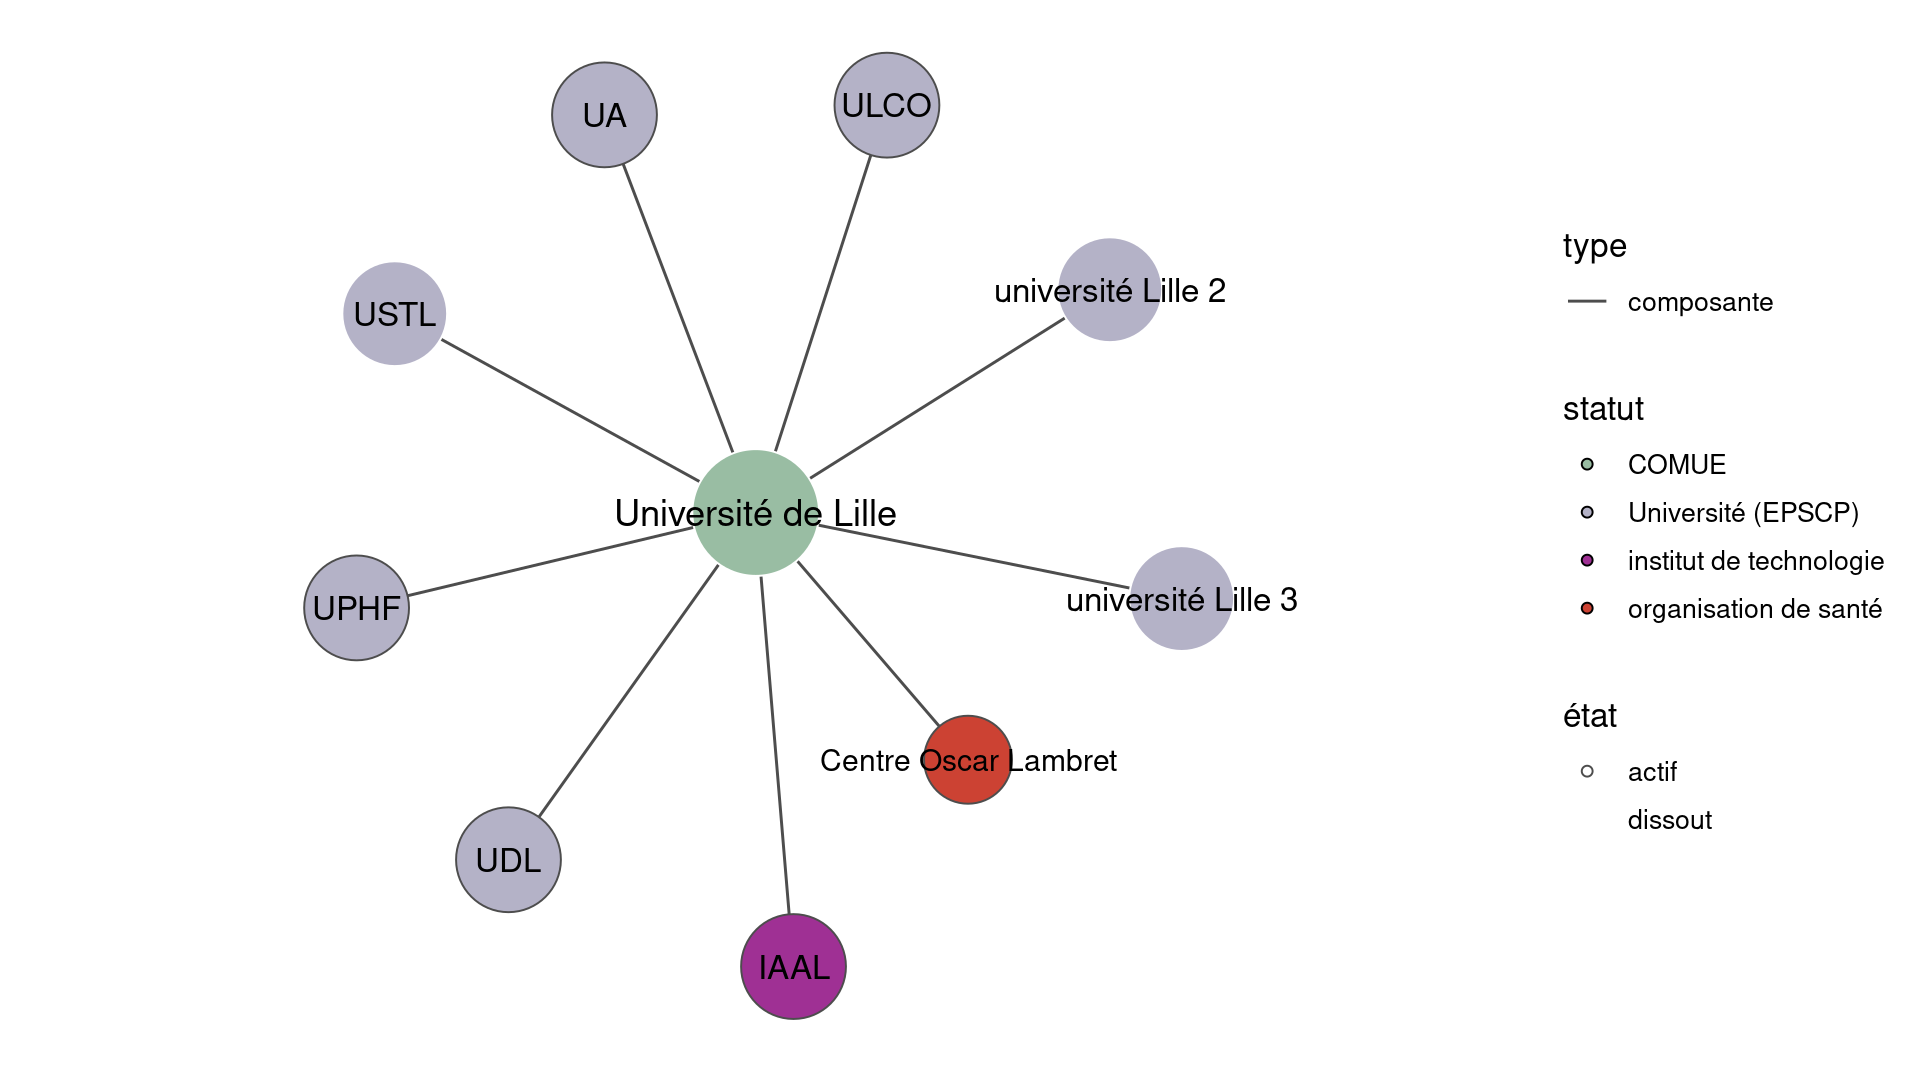 UA
ULCO
université Lille 2
USTL
Université de Lille
UPHF
université Lille 3
Centre Oscar Lambret
UDL
IAAL
type
composante
statut
COMUE
Université (EPSCP)
institut de technologie
organisation de santé
état
actif
dissout